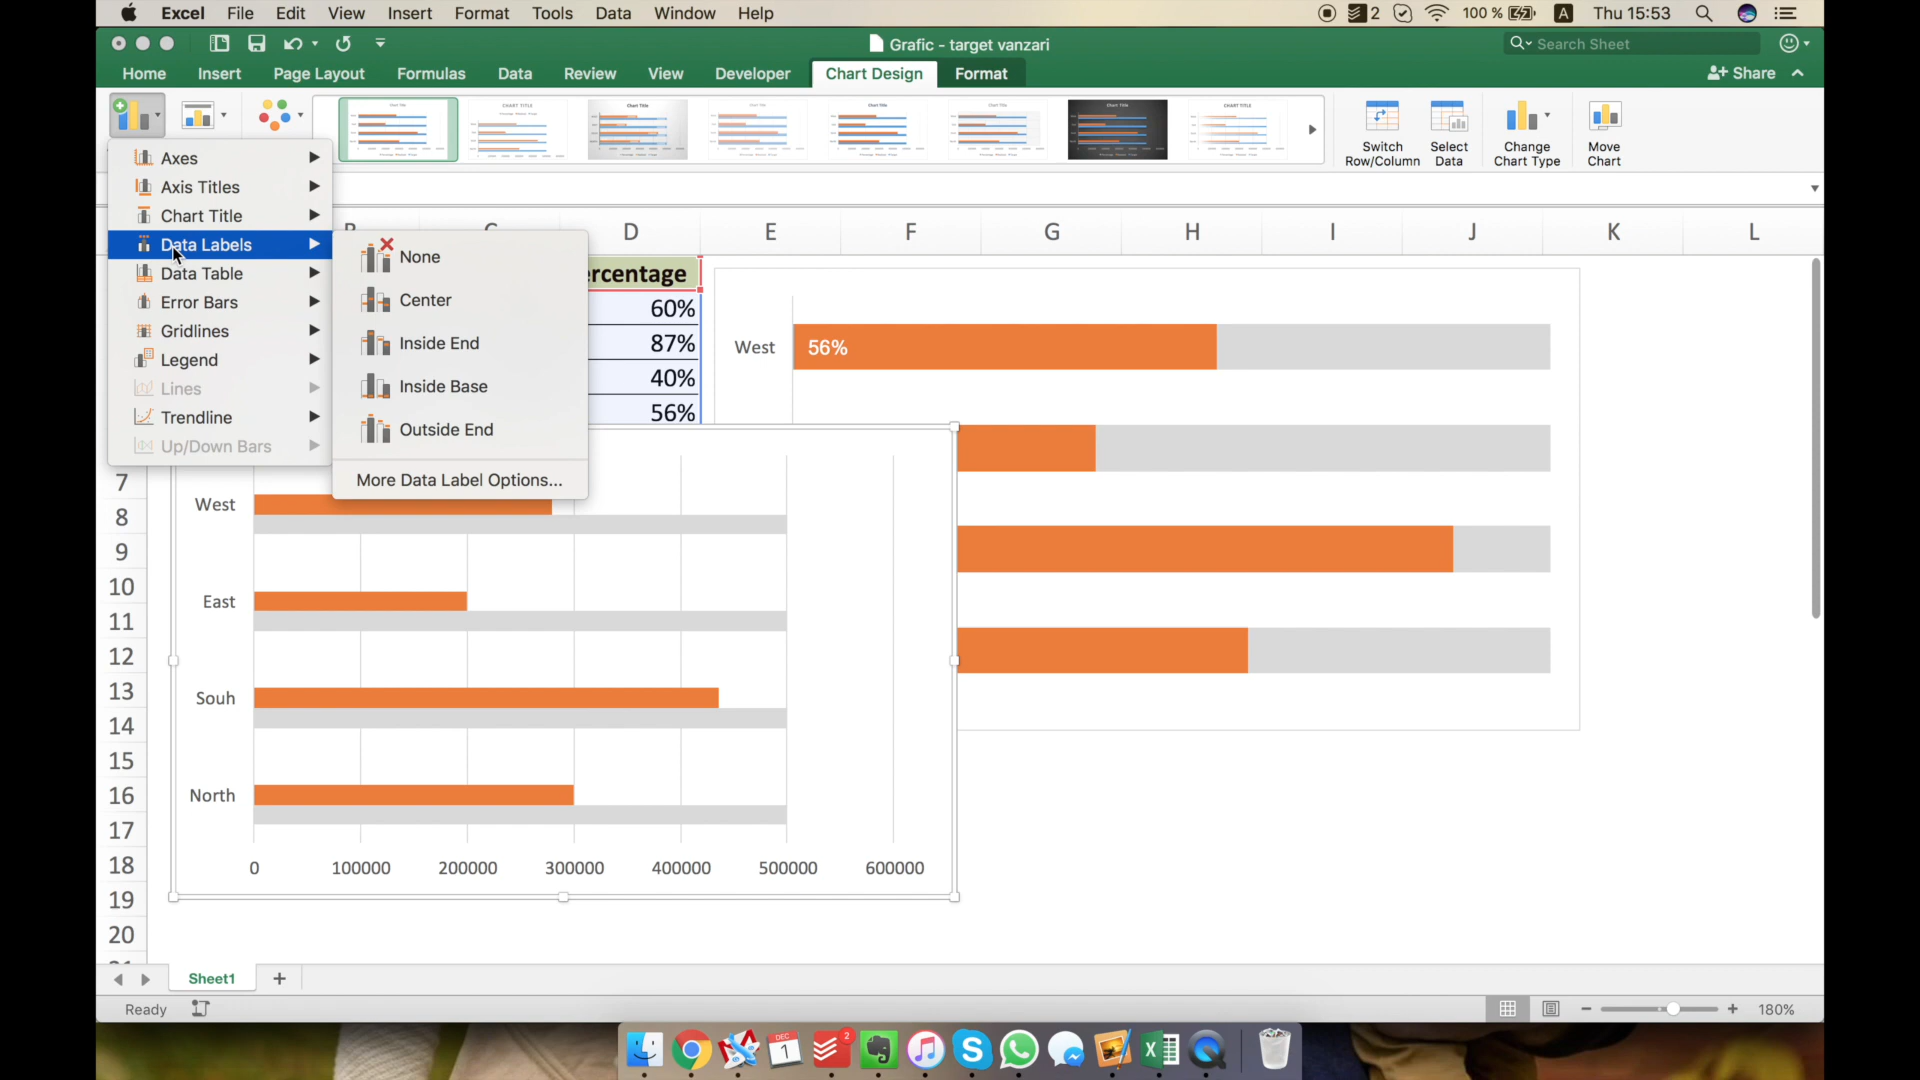 Excel File Edit View Insert Format Tools Data Window Help 2 100 % A Thu 15:53
Grafic - target vanzari Search Sheet
Home Insert Page Layout Formulas Data Review View Developer Chart Design Format Share
Switch Row/Column Select Data Change Chart Type Move Chart
Axes
Axis Titles
Chart Title
Data Labels
Data Table
Error Bars
Gridlines
Legend
Lines
Trendline
Up/Down Bars
None
Center
Inside End
Inside Base
Outside End
More Data Label Options...
D E F G H I J K L
rcentage
60%
87%
40%
56%
West 56%
7
8
9
10
11
12
13
14
15
16
17
18
19
20
West
East
Souh
North
0 100000 200000 300000 400000 500000 600000
Sheet1
Ready 180%
DEC
1
2